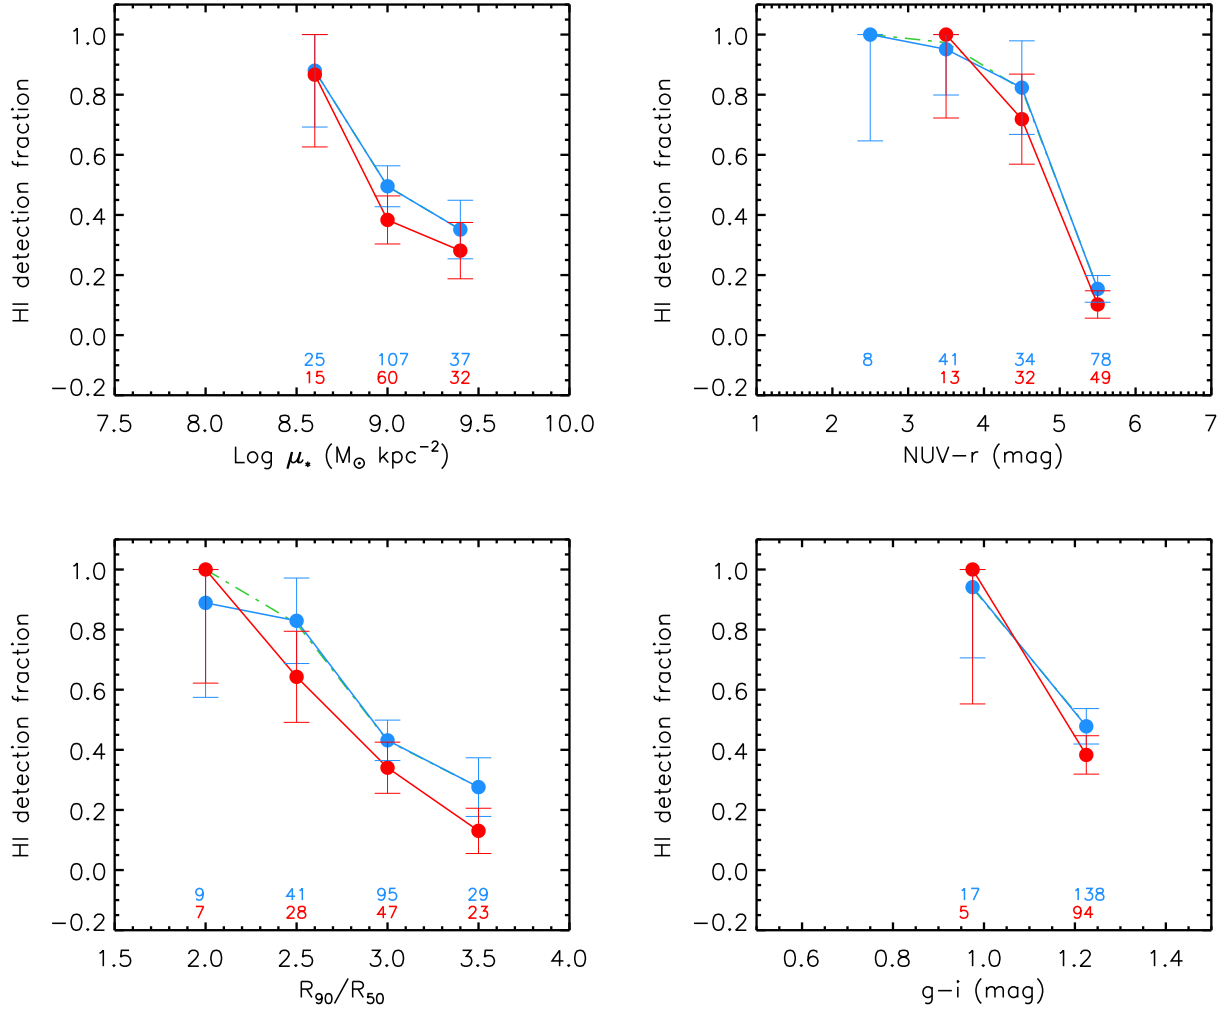 HI detection fraction
1.0
0.8
0.6
0.4
0.2
0.0
−0.2
25 107 37
15 60 32
7.5 8.0 8.5 9.0 9.5 10.0
Log μ* (M⊙ kpc−2)
HI detection fraction
1.0
0.8
0.6
0.4
0.2
0.0
−0.2
8 41 34 78
13 32 49
1 2 3 4 5 6 7
NUV−r (mag)
HI detection fraction
1.0
0.8
0.6
0.4
0.2
0.0
−0.2
9 41 95 29
7 28 47 23
1.5 2.0 2.5 3.0 3.5 4.0
R90/R50
HI detection fraction
1.0
0.8
0.6
0.4
0.2
0.0
−0.2
17 138
5 94
0.6 0.8 1.0 1.2 1.4
g−i (mag)